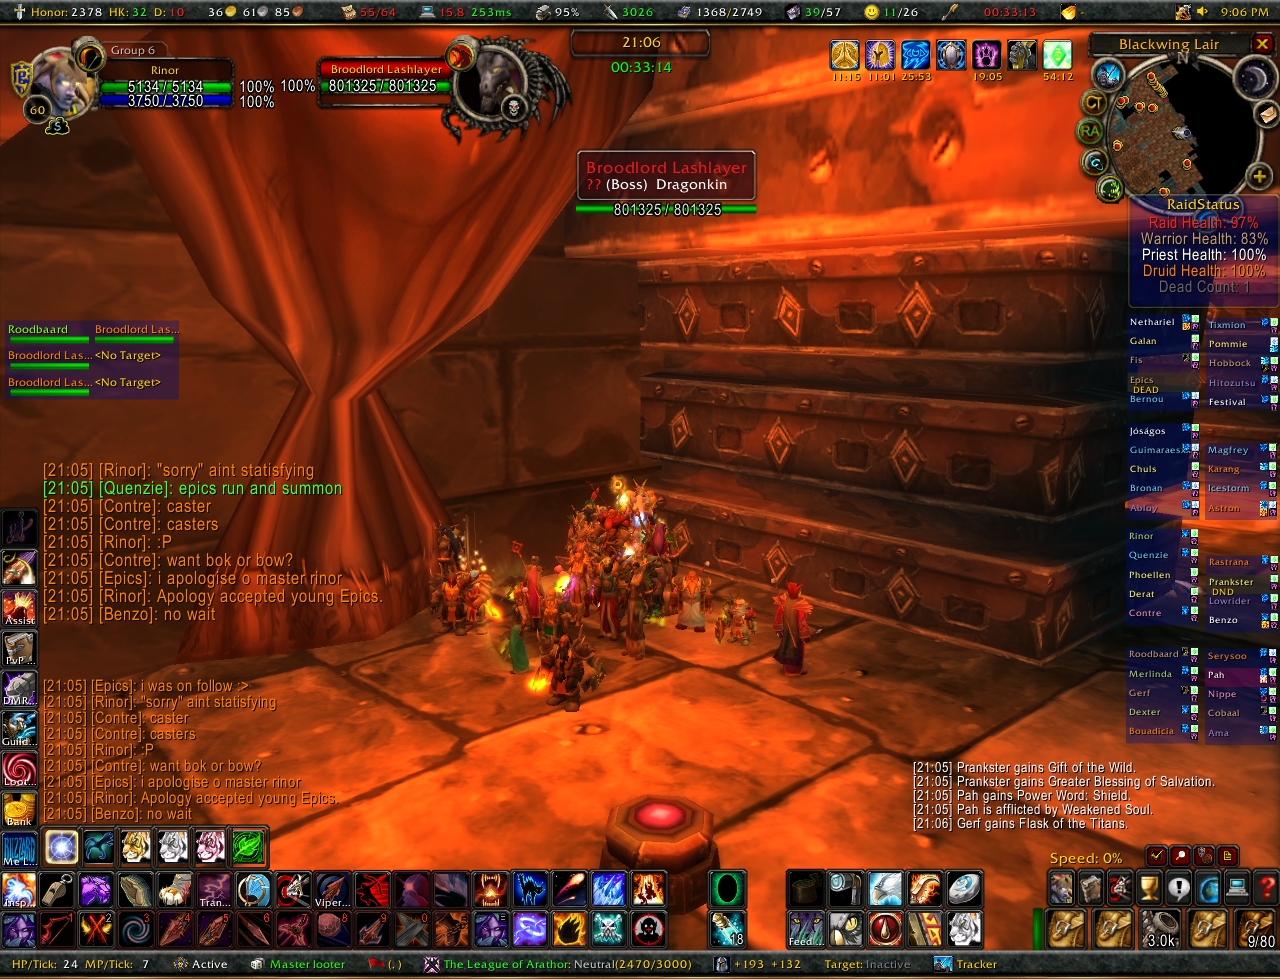 Honor: 2378 HK: 32 D: 10 36 61 85 55/64 15.8 253ms 95% 3026 1368/2749 39/57 11/26 00:33:13 - 9:06 PM
Group 6
Rinor
5134 / 5134 100%
3750 / 3750 100%
60
100%
Broodlord Lashlayer
801325 / 801325
21:06
00:33:14
11:15 11:01 25:53 19:05 54:12
Blackwing Lair
N
CT
RA
Broodlord Lashlayer
?? (Boss) Dragonkin
801325 / 801325
RaidStatus
Raid Health: 97%
Warrior Health: 83%
Priest Health: 100%
Druid Health: 100%
Dead Count: 1
Roodbaard Broodlord Las...
Broodlord Las... <No Target>
Broodlord Las... <No Target>
Nethariel Tixmion
Galan Pommie
Fis Hobbock
Epics DEAD Hitozutsu
Bernou Festival
Jóságos
Guimaraes Magfrey
Chuls Karang
Bronan Icestorm
Abloy Astron
Rinor
Quenzie Rastrana
Phoellen Prankster DND
Derat Lowrider
Contre Benzo
Roodbaard Serysoo
Merlinda Pah
Gerf Nippe
Dexter Cobaal
Bouadicia Ama
[21:05] [Rinor]: "sorry" aint statisfying
[21:05] [Quenzie]: epics run and summon
[21:05] [Contre]: caster
[21:05] [Contre]: casters
[21:05] [Rinor]: :P
[21:05] [Contre]: want bok or bow?
[21:05] [Epics]: i apologise o master rinor
[21:05] [Rinor]: Apology accepted young Epics.
[21:05] [Benzo]: no wait
[21:05] [Epics]: i was on follow :>
[21:05] [Rinor]: "sorry" aint statisfying
[21:05] [Contre]: caster
[21:05] [Contre]: casters
[21:05] [Rinor]: :P
[21:05] [Contre]: want bok or bow?
[21:05] [Epics]: i apologise o master rinor
[21:05] [Rinor]: Apology accepted young Epics.
[21:05] [Benzo]: no wait
[21:05] Prankster gains Gift of the Wild.
[21:05] Prankster gains Greater Blessing of Salvation.
[21:05] Pah gains Power Word: Shield.
[21:05] Pah is afflicted by Weakened Soul.
[21:06] Gerf gains Flask of the Titans.
Assist
PvP...
DMR...
Guild...
Loot...
Bank
Me L...
Speed: 0%
Insp... Tran... Viper...
18
Feed...
3.0k
9/80
HP/Tick: 24 MP/Tick: 7 Active Master looter (.) The League of Arathor: Neutral(2470/3000) +193 +132 Target: Inactive Tracker